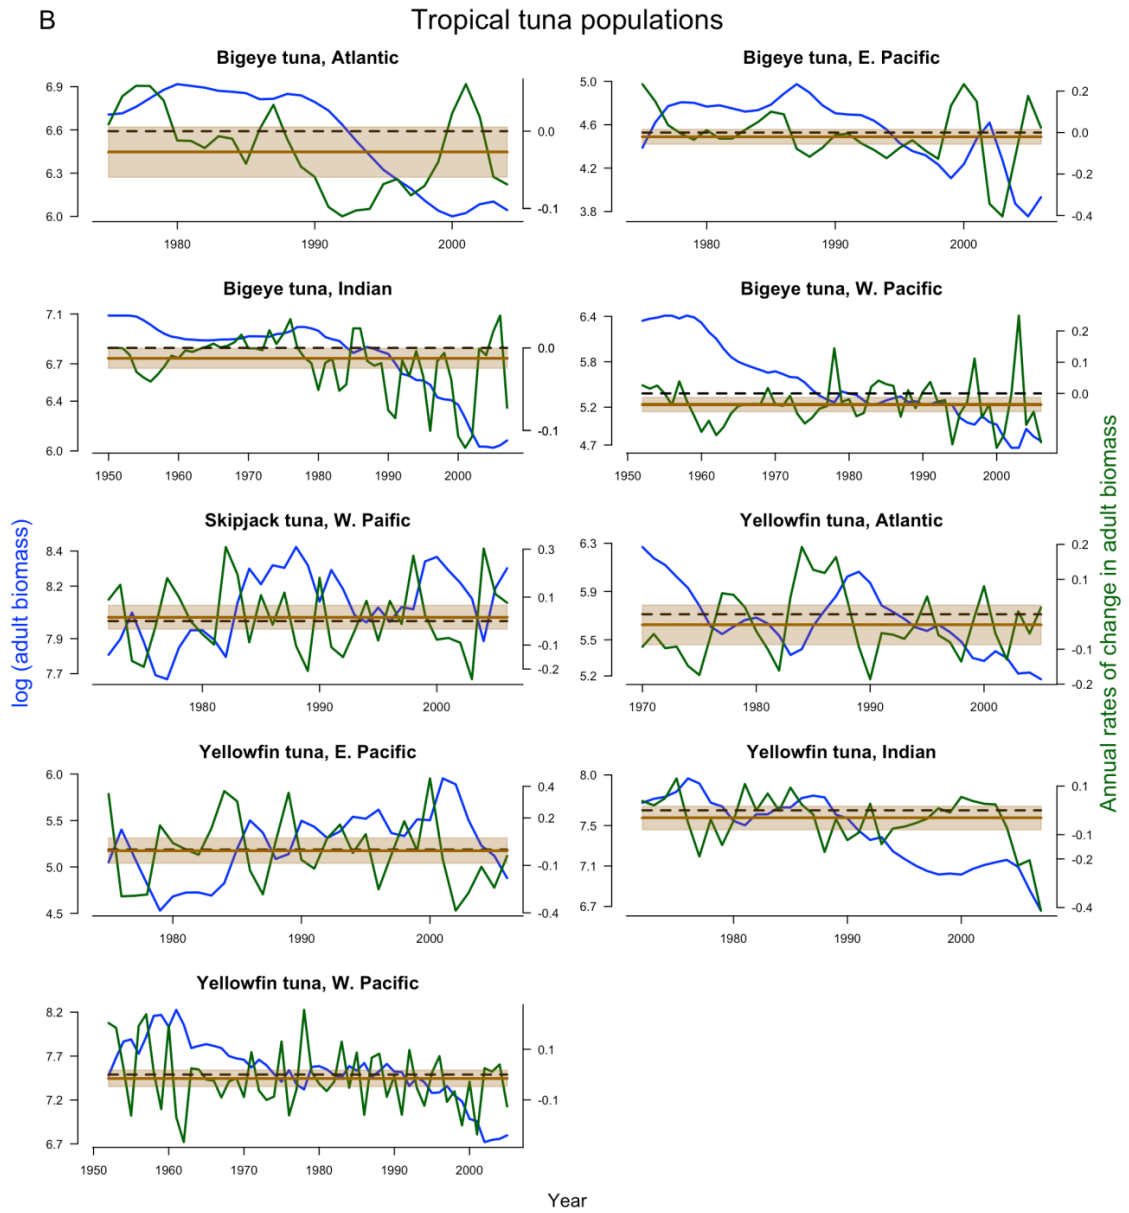 B
Tropical tuna populations
Bigeye tuna, Atlantic
6.9
6.6
6.3
6.0
0.0
-0.1
1980 1990 2000
Bigeye tuna, E. Pacific
5.0
4.6
4.2
3.8
0.2
0.0
-0.2
-0.4
1980 1990 2000
Bigeye tuna, Indian
7.1
6.7
6.4
6.0
0.0
-0.1
1950 1960 1970 1980 1990 2000
Bigeye tuna, W. Pacific
6.4
5.8
5.2
4.7
0.2
0.1
0.0
1950 1960 1970 1980 1990 2000
Skipjack tuna, W. Paific
8.4
8.2
7.9
7.7
0.3
0.1
-0.1
-0.2
1980 1990 2000
Yellowfin tuna, Atlantic
6.3
5.9
5.5
5.2
0.2
0.1
-0.1
-0.2
1970 1980 1990 2000
Yellowfin tuna, E. Pacific
6.0
5.5
5.0
4.5
0.4
0.2
-0.1
-0.4
1980 1990 2000
Yellowfin tuna, Indian
8.0
7.5
7.1
6.7
0.1
-0.1
-0.2
-0.4
1980 1990 2000
Yellowfin tuna, W. Pacific
8.2
7.7
7.2
6.7
0.1
-0.1
1950 1960 1970 1980 1990 2000
log (adult biomass)
Annual rates of change in adult biomass
Year